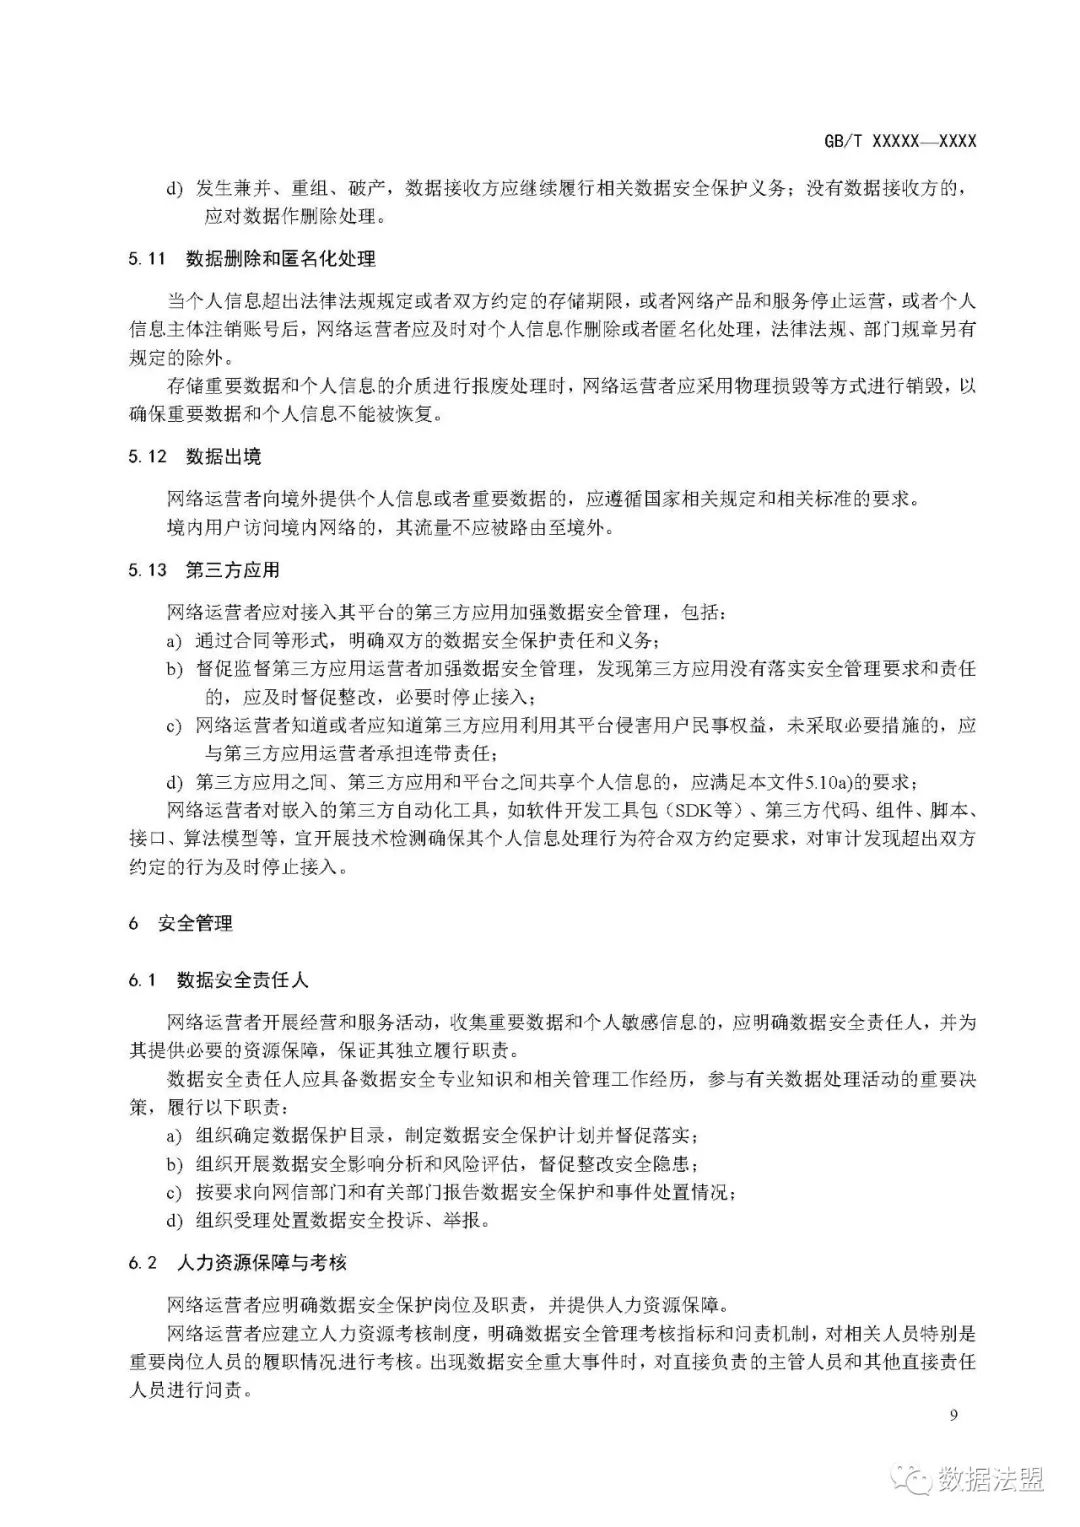 GB/T XXXXX—XXXX
d) 发生兼并、重组、破产，数据接收方应继续履行相关数据安全保护义务；没有数据接收方的，
应对数据作删除处理。
5.11 数据删除和匿名化处理
当个人信息超出法律法规规定或者双方约定的存储期限，或者网络产品和服务停止运营，或者个人
信息主体注销账号后，网络运营者应及时对个人信息作删除或者匿名化处理，法律法规、部门规章另有
规定的除外。
存储重要数据和个人信息的介质进行报废处理时，网络运营者应采用物理损毁等方式进行销毁，以
确保重要数据和个人信息不能被恢复。
5.12 数据出境
网络运营者向境外提供个人信息或者重要数据的，应遵循国家相关规定和相关标准的要求。
境内用户访问境内网络的，其流量不应被路由至境外。
5.13 第三方应用
网络运营者应对接入其平台的第三方应用加强数据安全管理，包括：
a) 通过合同等形式，明确双方的数据安全保护责任和义务；
b) 督促监督第三方应用运营者加强数据安全管理，发现第三方应用没有落实安全管理要求和责任
的，应及时督促整改，必要时停止接入；
c) 网络运营者知道或者应知道第三方应用利用其平台侵害用户民事权益，未采取必要措施的，应
与第三方应用运营者承担连带责任；
d) 第三方应用之间、第三方应用和平台之间共享个人信息的，应满足本文件5.10a)的要求；
网络运营者对嵌入的第三方自动化工具，如软件开发工具包（SDK等）、第三方代码、组件、脚本、
接口、算法模型等，宜开展技术检测确保其个人信息处理行为符合双方约定要求，对审计发现超出双方
约定的行为及时停止接入。
6 安全管理
6.1 数据安全责任人
网络运营者开展经营和服务活动，收集重要数据和个人敏感信息的，应明确数据安全责任人，并为
其提供必要的资源保障，保证其独立履行职责。
数据安全责任人应具备数据安全专业知识和相关管理工作经历，参与有关数据处理活动的重要决
策，履行以下职责：
a) 组织确定数据保护目录，制定数据安全保护计划并督促落实；
b) 组织开展数据安全影响分析和风险评估，督促整改安全隐患；
c) 按要求向网信部门和有关部门报告数据安全保护和事件处置情况；
d) 组织受理处置数据安全投诉、举报。
6.2 人力资源保障与考核
网络运营者应明确数据安全保护岗位及职责，并提供人力资源保障。
网络运营者应建立人力资源考核制度，明确数据安全管理考核指标和问责机制，对相关人员特别是
重要岗位人员的履职情况进行考核。出现数据安全重大事件时，对直接负责的主管人员和其他直接责任
人员进行问责。
9
数据法盟